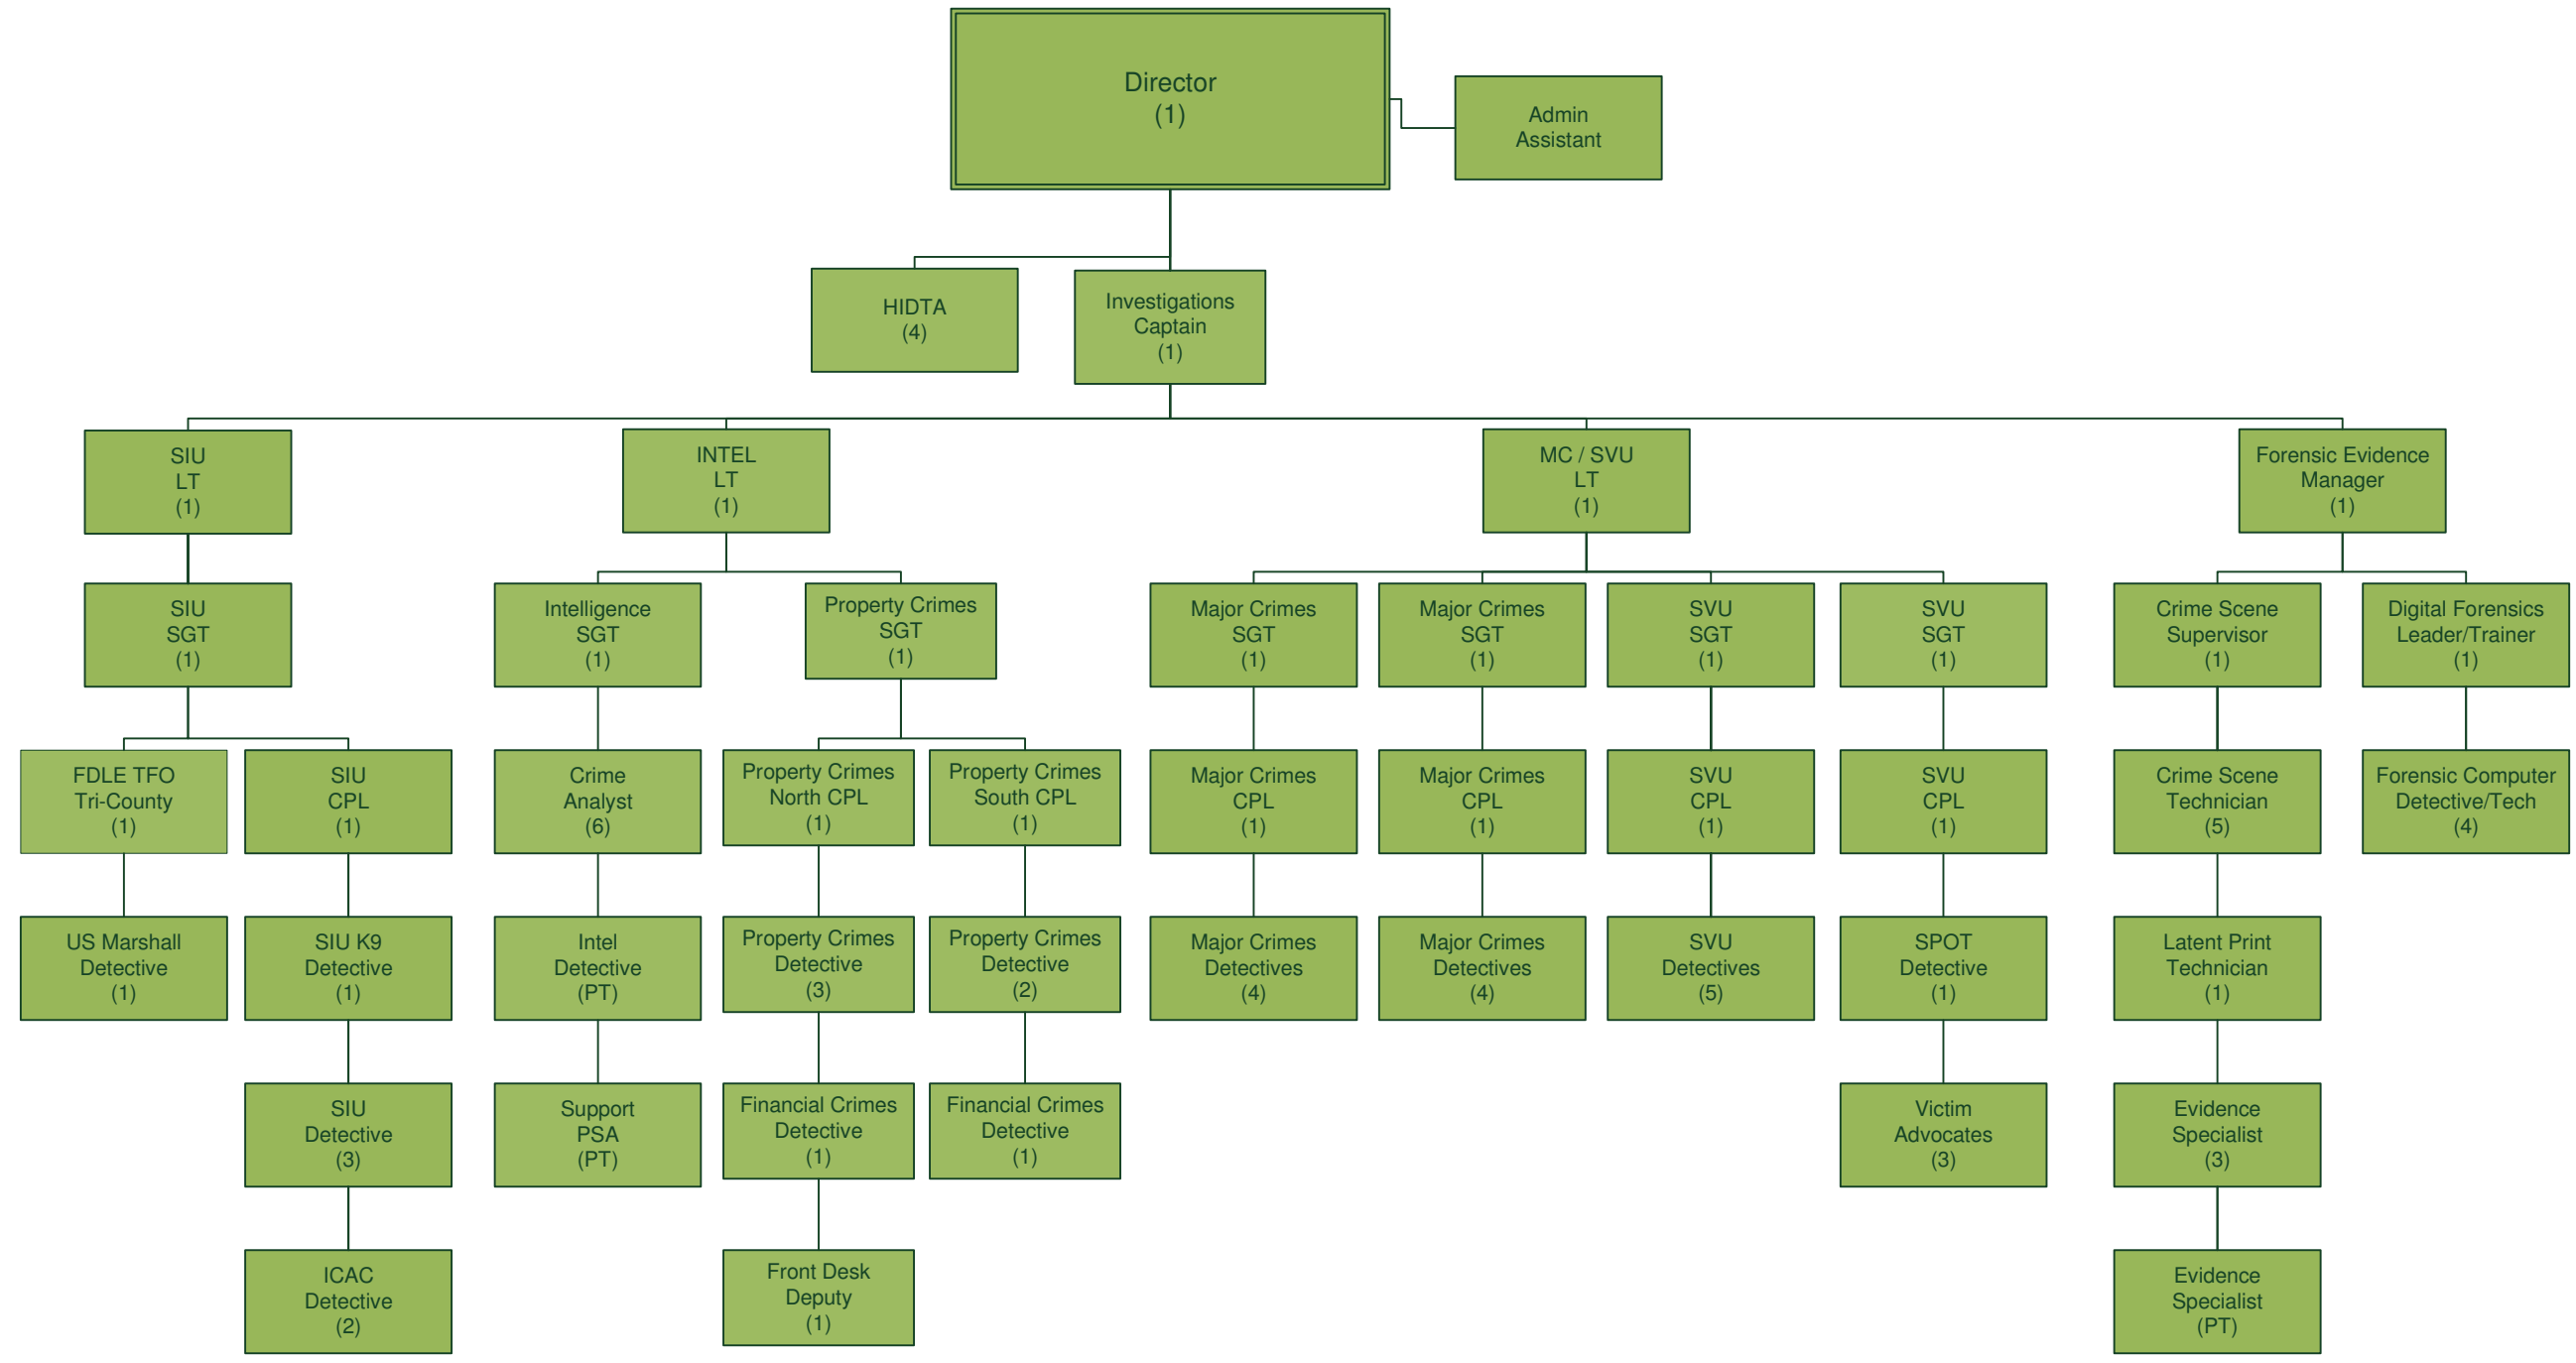 Director
(1)
Admin
Assistant
HIDTA
(4)
Investigations
Captain
(1)
SIU
LT
(1)
INTEL
LT
(1)
MC / SVU
LT
(1)
Forensic Evidence
Manager
(1)
SIU
SGT
(1)
Intelligence
SGT
(1)
Property Crimes
SGT
(1)
Major Crimes
SGT
(1)
Major Crimes
SGT
(1)
SVU
SGT
(1)
SVU
SGT
(1)
Crime Scene
Supervisor
(1)
Digital Forensics
Leader/Trainer
(1)
FDLE TFO
Tri-County
(1)
SIU
CPL
(1)
Crime
Analyst
(6)
Property Crimes
North CPL
(1)
Property Crimes
South CPL
(1)
Major Crimes
CPL
(1)
Major Crimes
CPL
(1)
SVU
CPL
(1)
SVU
CPL
(1)
Crime Scene
Technician
(5)
Forensic Computer
Detective/Tech
(4)
US Marshall
Detective
(1)
SIU K9
Detective
(1)
Intel
Detective
(PT)
Property Crimes
Detective
(3)
Property Crimes
Detective
(2)
Major Crimes
Detectives
(4)
Major Crimes
Detectives
(4)
SVU
Detectives
(5)
SPOT
Detective
(1)
Latent Print
Technician
(1)
SIU
Detective
(3)
Support
PSA
(PT)
Financial Crimes
Detective
(1)
Financial Crimes
Detective
(1)
Victim
Advocates
(3)
Evidence
Specialist
(3)
ICAC
Detective
(2)
Front Desk
Deputy
(1)
Evidence
Specialist
(PT)